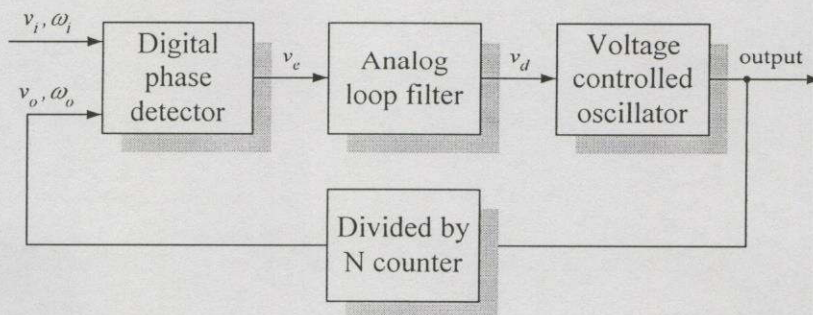 v_i, ω_i
v_o, ω_o
Digital
phase
detector
v_e
Analog
loop filter
v_d
Voltage
controlled
oscillator
output
Divided by
N counter